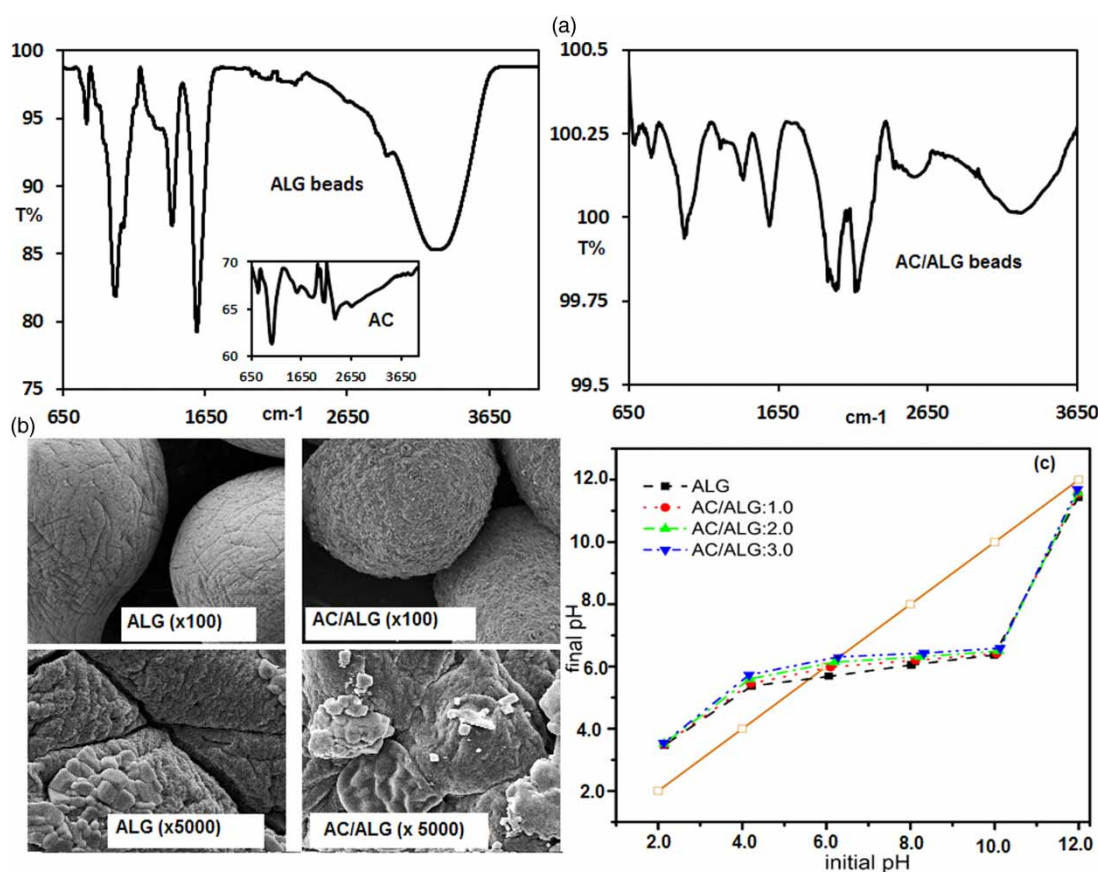 (a)
100
95
90
T%
85
80
75
650
1650
cm-1
2650
3650
ALG beads
70
65
60
AC
650
1650
2650
3650
100.5
100.25
100
T%
99.75
99.5
650
1650
cm-1
2650
3650
AC/ALG beads
(b)
ALG (x100)
AC/ALG (x100)
ALG (x5000)
AC/ALG (x 5000)
(c)
ALG
AC/ALG:1.0
AC/ALG:2.0
AC/ALG:3.0
12.0
10.0
8.0
6.0
4.0
2.0
final pH
2.0
4.0
6.0
8.0
10.0
12.0
initial pH